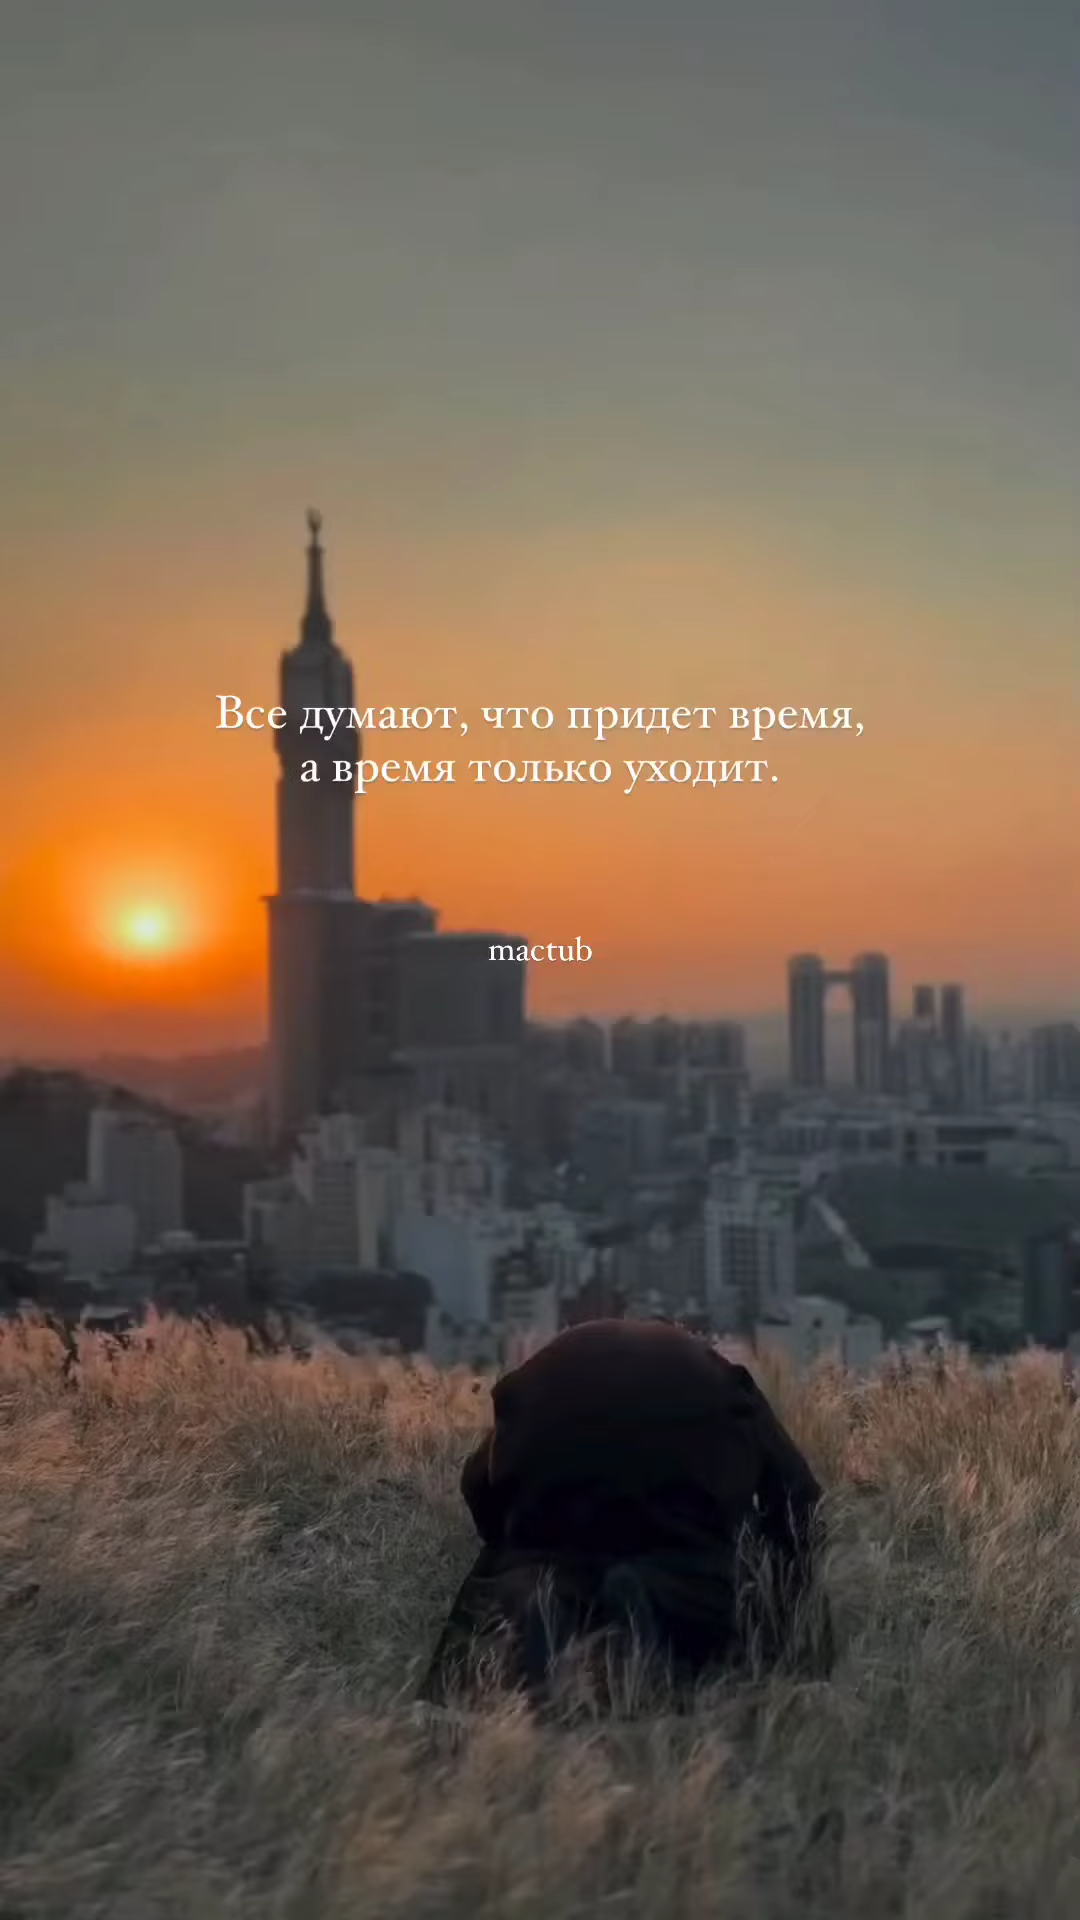 Все думают, что придет время,
а время только уходит.
mactub